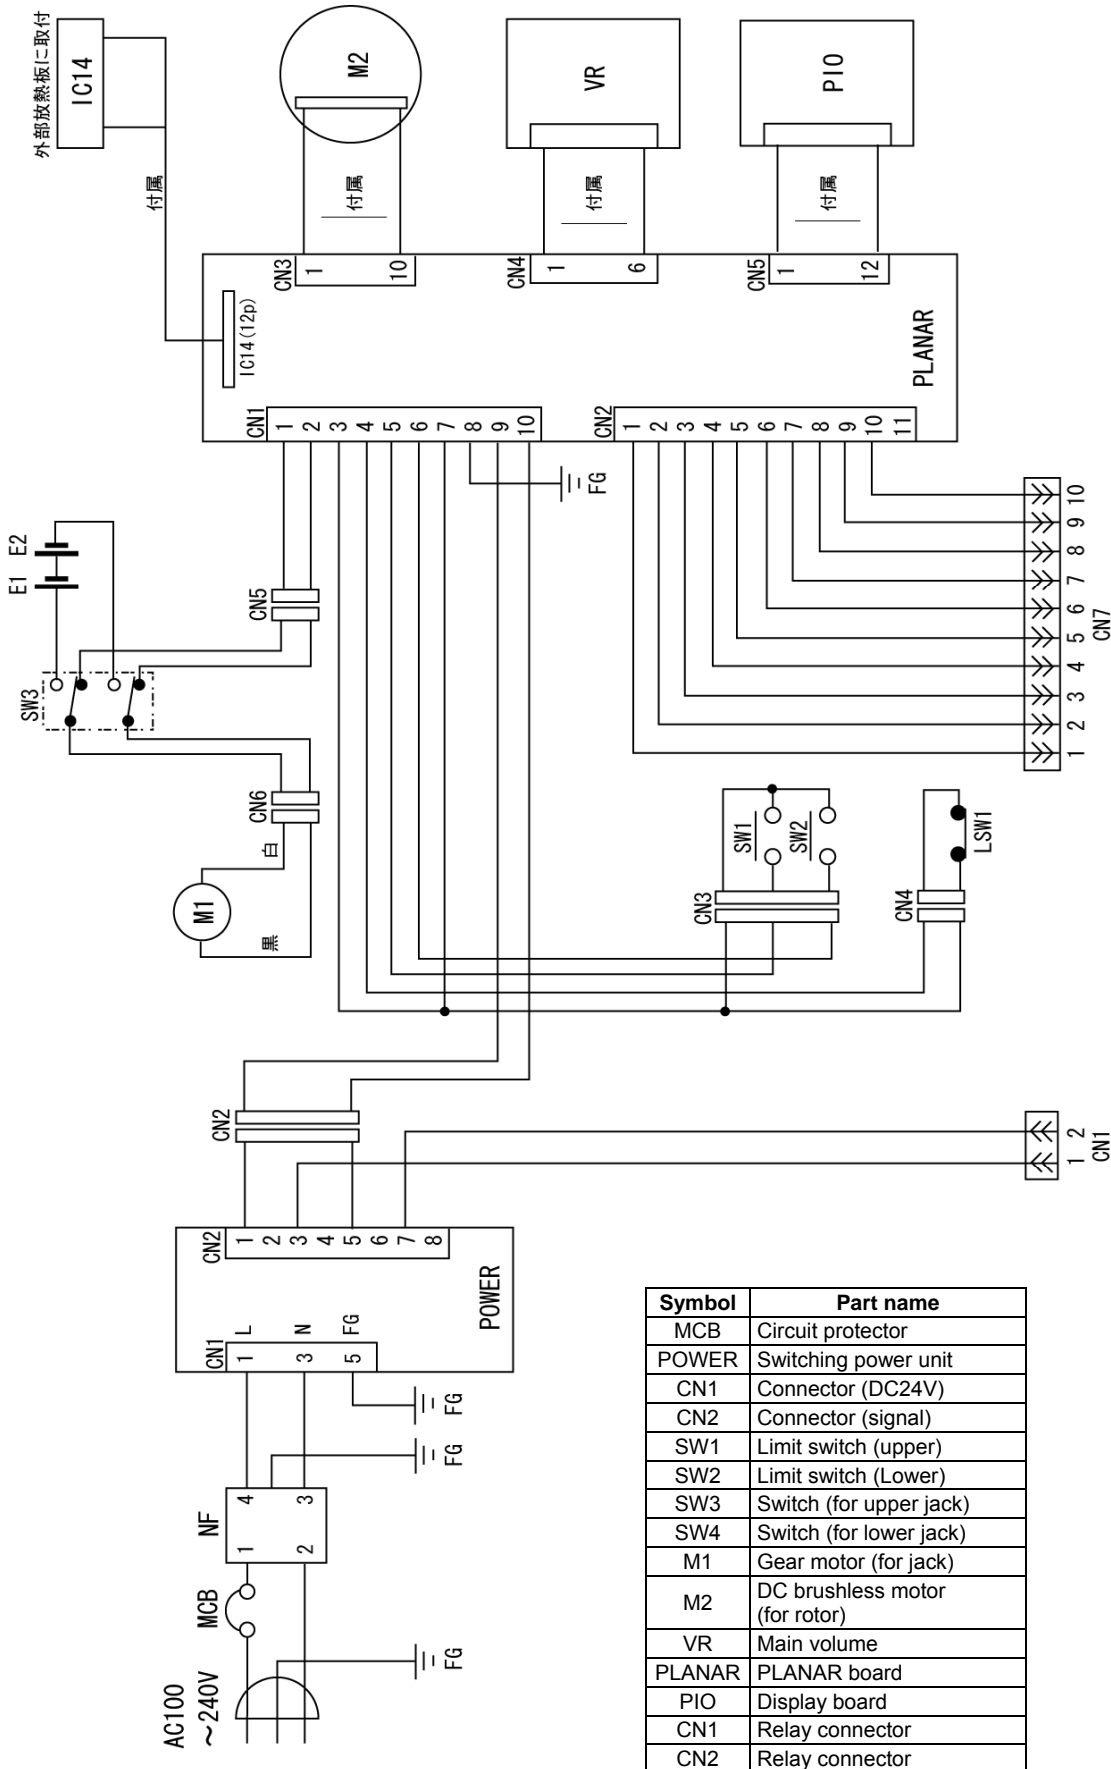 外部放熱板に取付
IC14
付属
M2
付属
VR
付属
PIO
付属
CN3
1
10
CN4
1
6
CN5
1
12
IC14(12p)
PLANAR
CN1
1
2
3
4
5
6
7
8
9
10
CN2
1
2
3
4
5
6
7
8
9
10
11
FG
E1 E2
SW3
CN5
CN6
白
M1
黒
CN3
SW1
SW2
CN4
LSW1
1 2 3 4 5 6 7 8 9 10
CN7
CN2
1 2
CN1
CN2
1
2
3
4
5
6
7
8
POWER
CN1
1 L
3 N
5 FG
FG
FG
NF
4
3
1
2
MCB
FG
AC100
～240V
Symbol Part name
MCB Circuit protector
POWER Switching power unit
CN1 Connector (DC24V)
CN2 Connector (signal)
SW1 Limit switch (upper)
SW2 Limit switch (Lower)
SW3 Switch (for upper jack)
SW4 Switch (for lower jack)
M1 Gear motor (for jack)
M2 DC brushless motor
(for rotor)
VR Main volume
PLANAR PLANAR board
PIO Display board
CN1 Relay connector
CN2 Relay connector